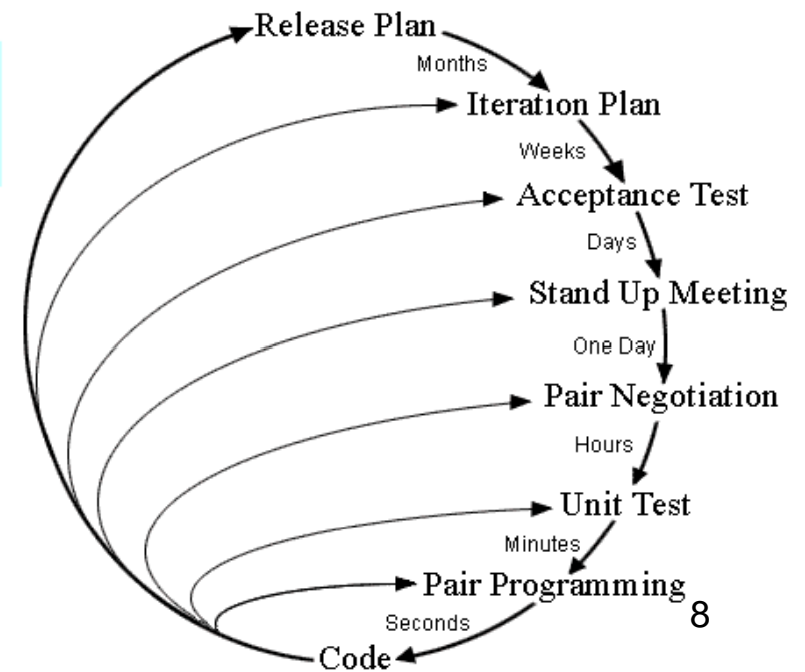 Release Plan
Months
Iteration Plan
Weeks
Acceptance Test
Days
Stand Up Meeting
One Day
Pair Negotiation
Hours
Unit Test
Minutes
Pair Programming
8
Seconds
Code